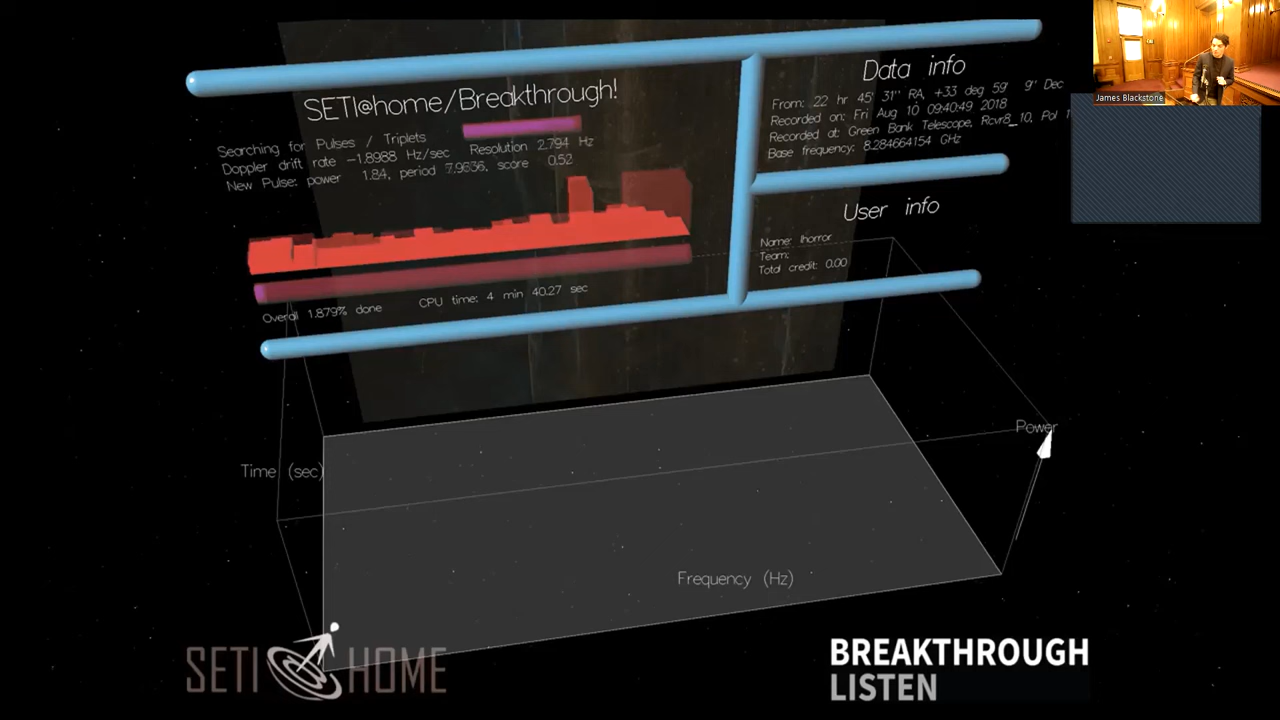 SETI@home/Breakthrough!
Searching for Pulses / Triplets
Doppler drift rate -1.8988 Hz/sec Resolution 2.794 Hz
New Pulse: power 1.84, period 7.9636, score 0.52
Overall 1.879% done CPU time: 4 min 40.27 sec
Data info
From: 22 hr 45' 31" RA, +33 deg 59' 9" Dec
Recorded on: Fri Aug 10 09:40:49 2018
Recorded at: Green Bank Telescope, Rcvr8_10, Pol 1
Base frequency: 8.284664154 GHz
User info
Name: lhorror
Team:
Total credit: 0.00
James Blackstone
Power
Time (sec)
Frequency (Hz)
SETI HOME
BREAKTHROUGH
LISTEN